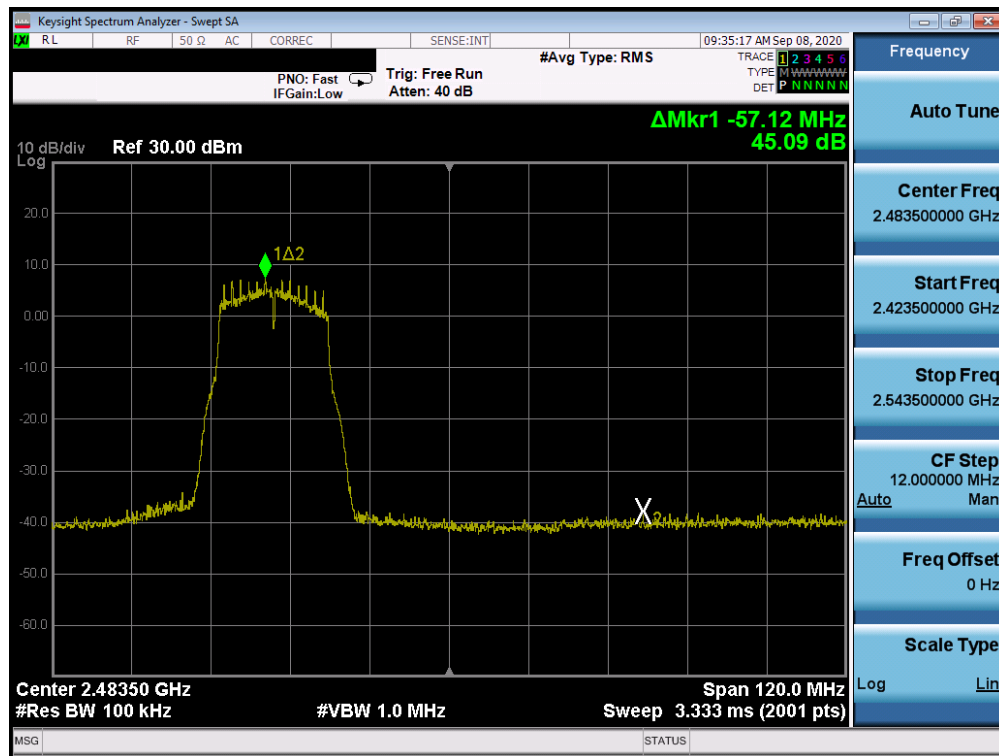 Keysight Spectrum Analyzer - Swept SA
LXI RL RF 50 Ω AC CORREC SENSE:INT 09:35:17 AM Sep 08, 2020
PNO: Fast
IFGain:Low
Trig: Free Run
Atten: 40 dB
#Avg Type: RMS
TRACE 1 2 3 4 5 6
TYPE M WWWWW
DET P N N N N N
ΔMkr1 -57.12 MHz
45.09 dB
10 dB/div
Log
Ref 30.00 dBm
1Δ2
X2
20.0
10.0
0.00
-10.0
-20.0
-30.0
-40.0
-50.0
-60.0
Center 2.48350 GHz
Span 120.0 MHz
#Res BW 100 kHz
#VBW 1.0 MHz
Sweep 3.333 ms (2001 pts)
MSG
STATUS
Frequency
Auto Tune
Center Freq
2.483500000 GHz
Start Freq
2.423500000 GHz
Stop Freq
2.543500000 GHz
CF Step
12.000000 MHz
Auto Man
Freq Offset
0 Hz
Scale Type
Log Lin